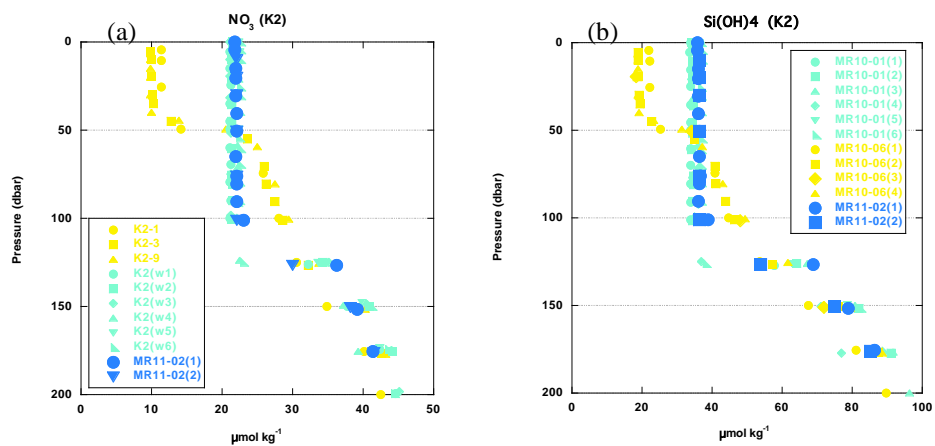 (a)
NO3 (K2)
0
50
100
150
200
Pressure (dbar)
K2-1
K2-3
K2-9
K2(w1)
K2(w2)
K2(w3)
K2(w4)
K2(w5)
K2(w6)
MR11-02(1)
MR11-02(2)
0
10
20
30
40
50
µmol kg-1
(b)
Si(OH)4 (K2)
0
50
100
150
200
Pressure (dbar)
MR10-01(1)
MR10-01(2)
MR10-01(3)
MR10-01(4)
MR10-01(5)
MR10-01(6)
MR10-06(1)
MR10-06(2)
MR10-06(3)
MR10-06(4)
MR11-02(1)
MR11-02(2)
0
20
40
60
80
100
µmol kg-1